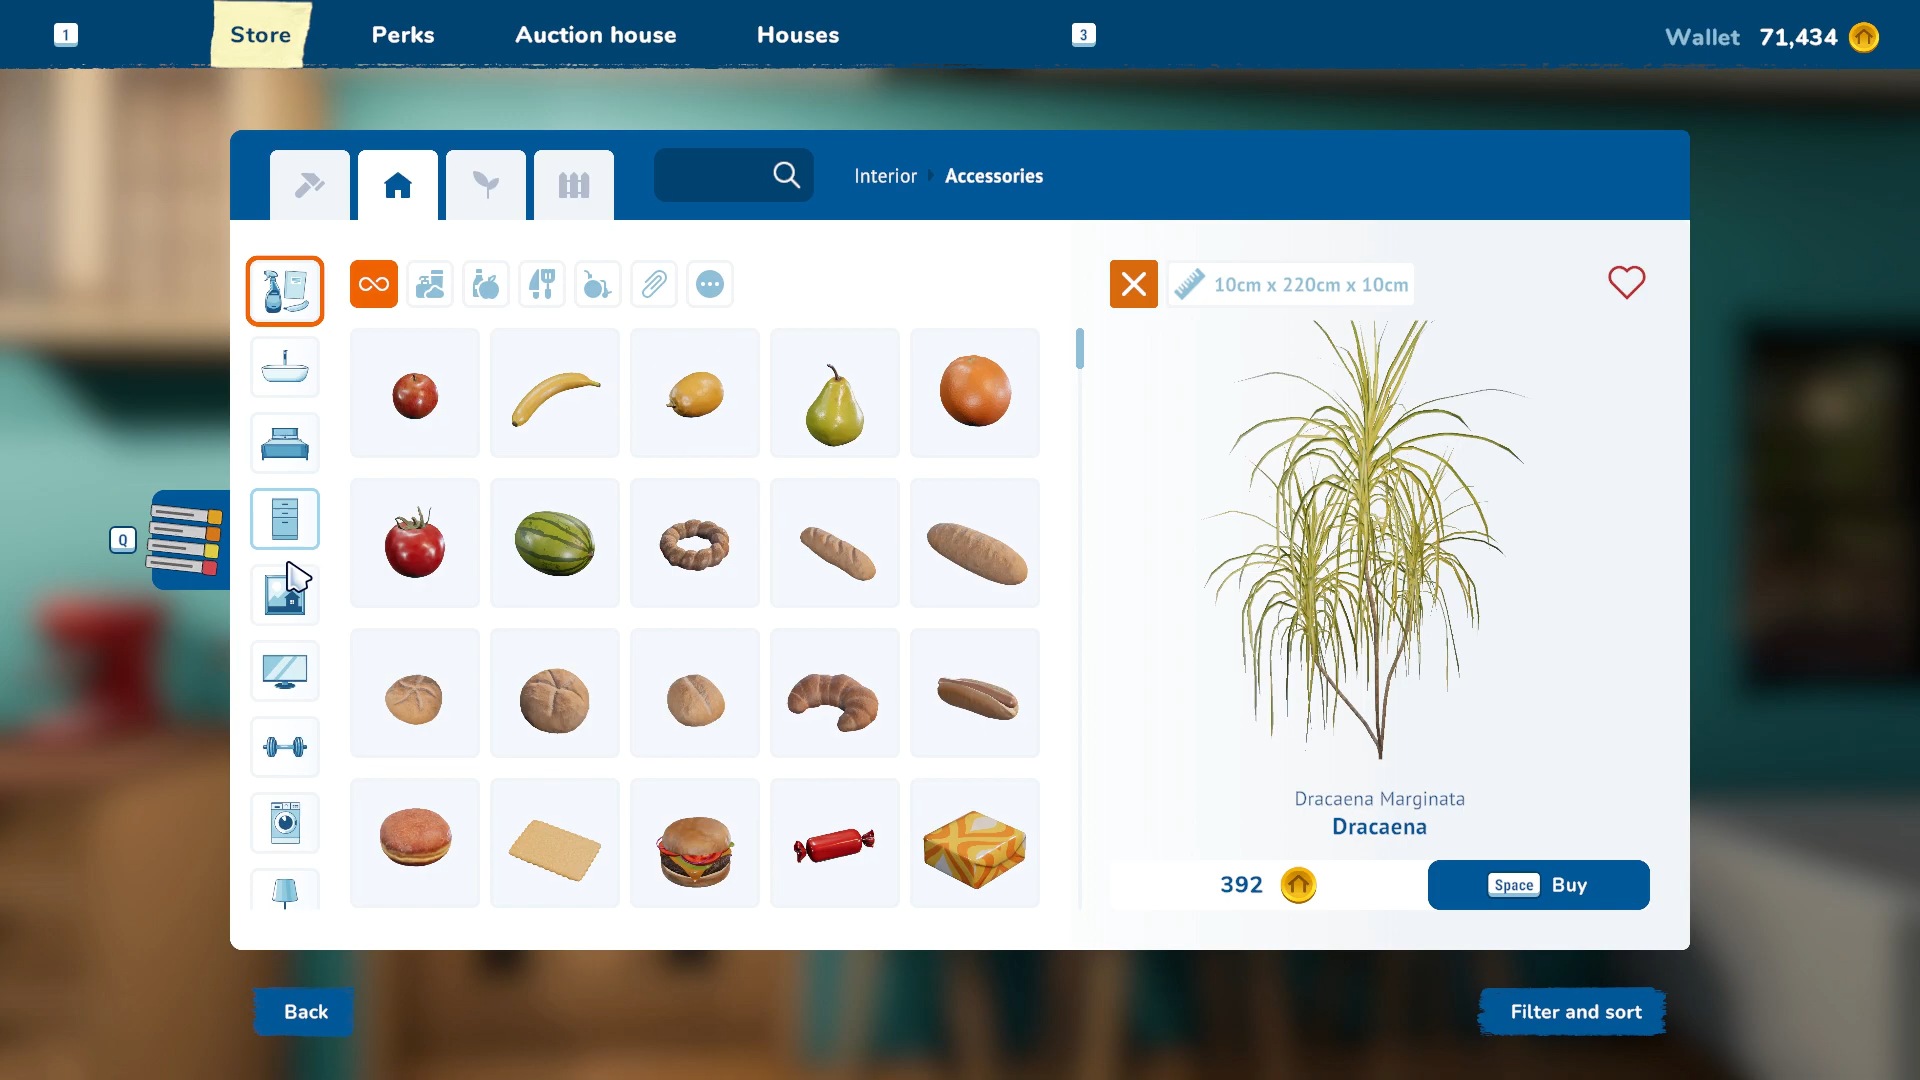 1
Store
Perks
Auction house
Houses
3
Wallet 71,434
Interior
Accessories
10cm x 220cm x 10cm
Q
Dracaena Marginata
Dracaena
392
Space Buy
Back
Filter and sort